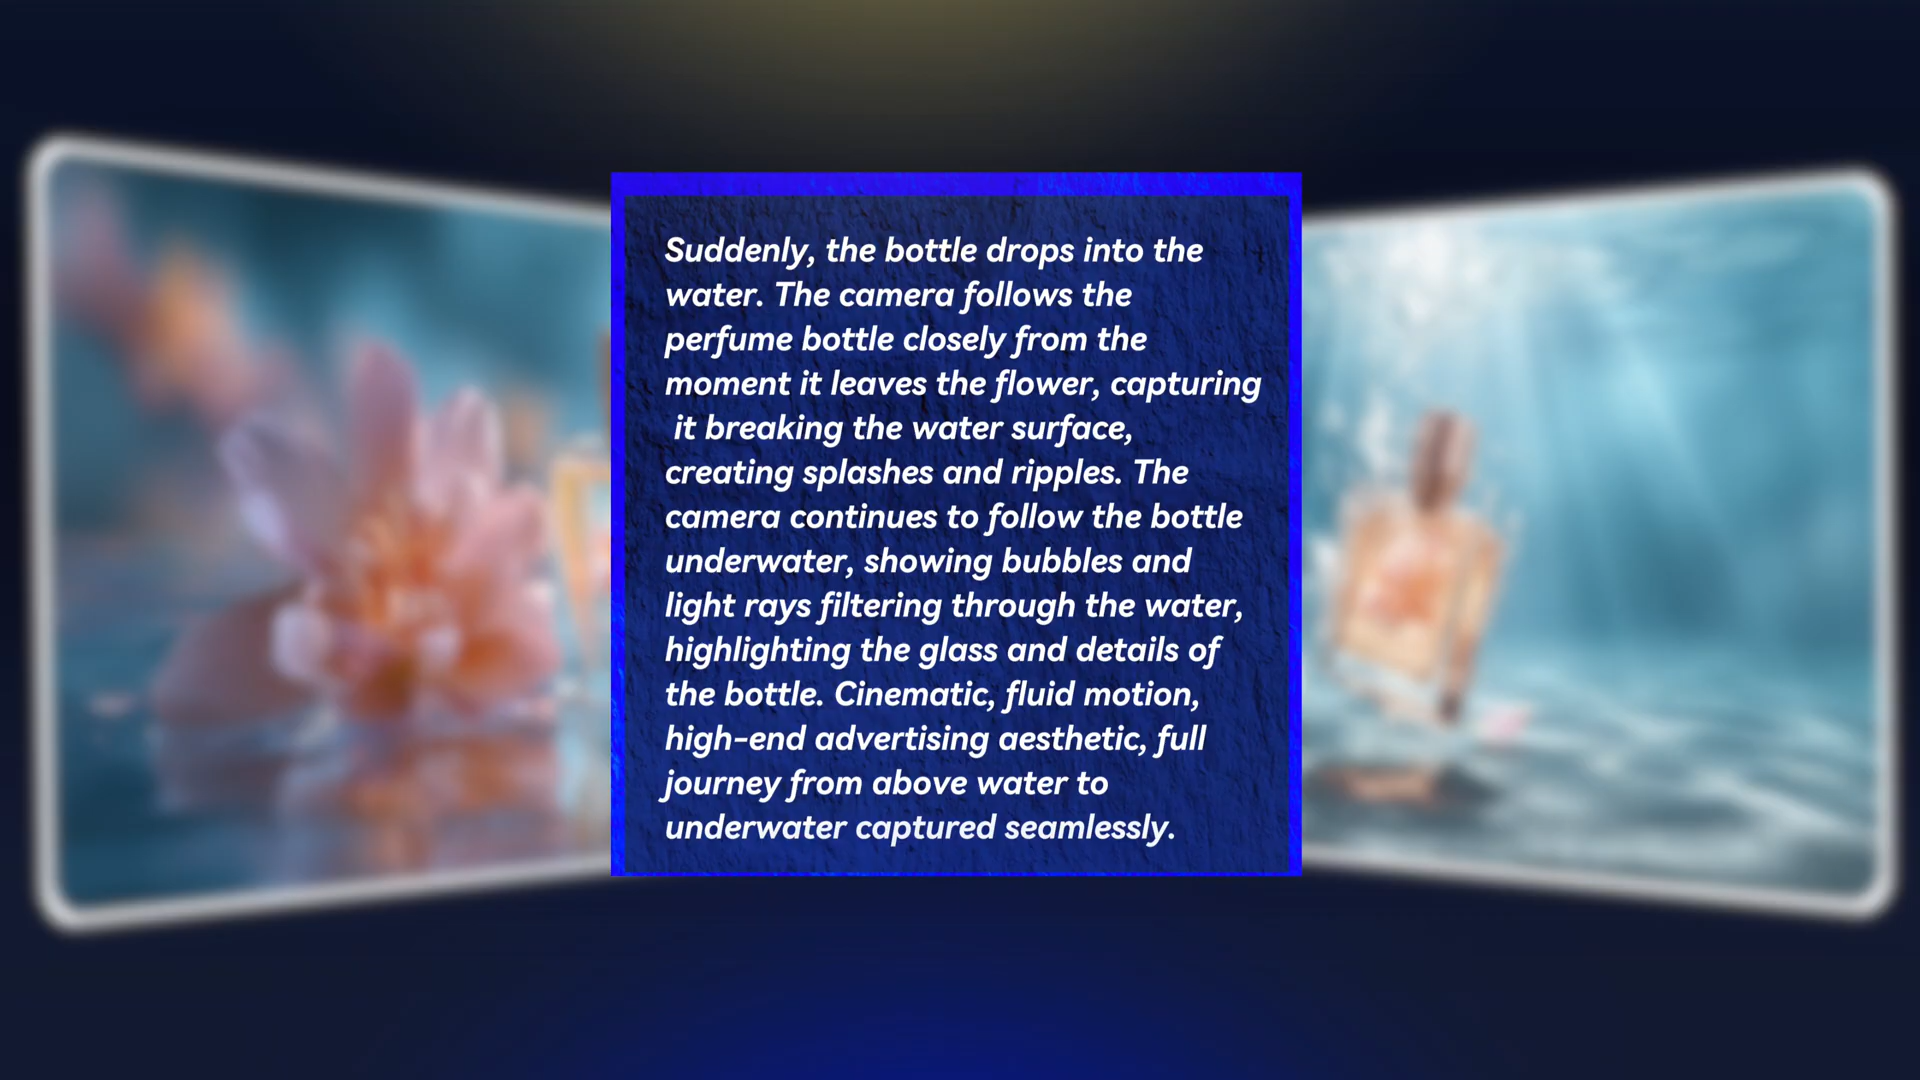 Suddenly, the bottle drops into the
water. The camera follows the
perfume bottle closely from the
moment it leaves the flower, capturing
it breaking the water surface,
creating splashes and ripples. The
camera continues to follow the bottle
underwater, showing bubbles and
light rays filtering through the water,
highlighting the glass and details of
the bottle. Cinematic, fluid motion,
high-end advertising aesthetic, full
journey from above water to
underwater captured seamlessly.